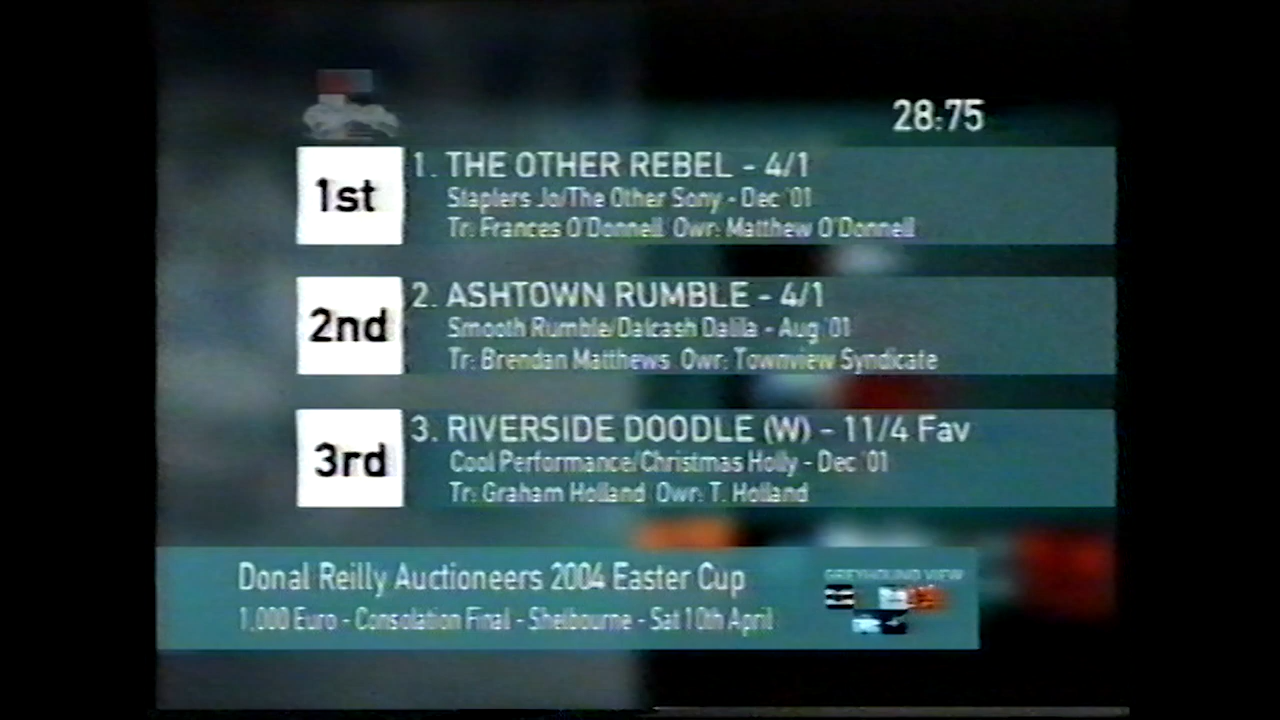 28:75
1st
1. THE OTHER REBEL - 4/1
Staplers Jo/The Other Sony - Dec '01
Tr: Frances O'Donnell Owr: Matthew O'Donnell
2nd
2. ASHTOWN RUMBLE - 4/1
Smooth Rumble/Dalcash Dalila - Aug '01
Tr: Brendan Matthews Owr: Townview Syndicate
3rd
3. RIVERSIDE DOODLE (W) - 11/4 Fav
Cool Performance/Christmas Holly - Dec '01
Tr: Graham Holland Owr: T. Holland
Donal Reilly Auctioneers 2004 Easter Cup
1,000 Euro - Consolation Final - Shelbourne - Sat 10th April
GREYHOUND VIEW